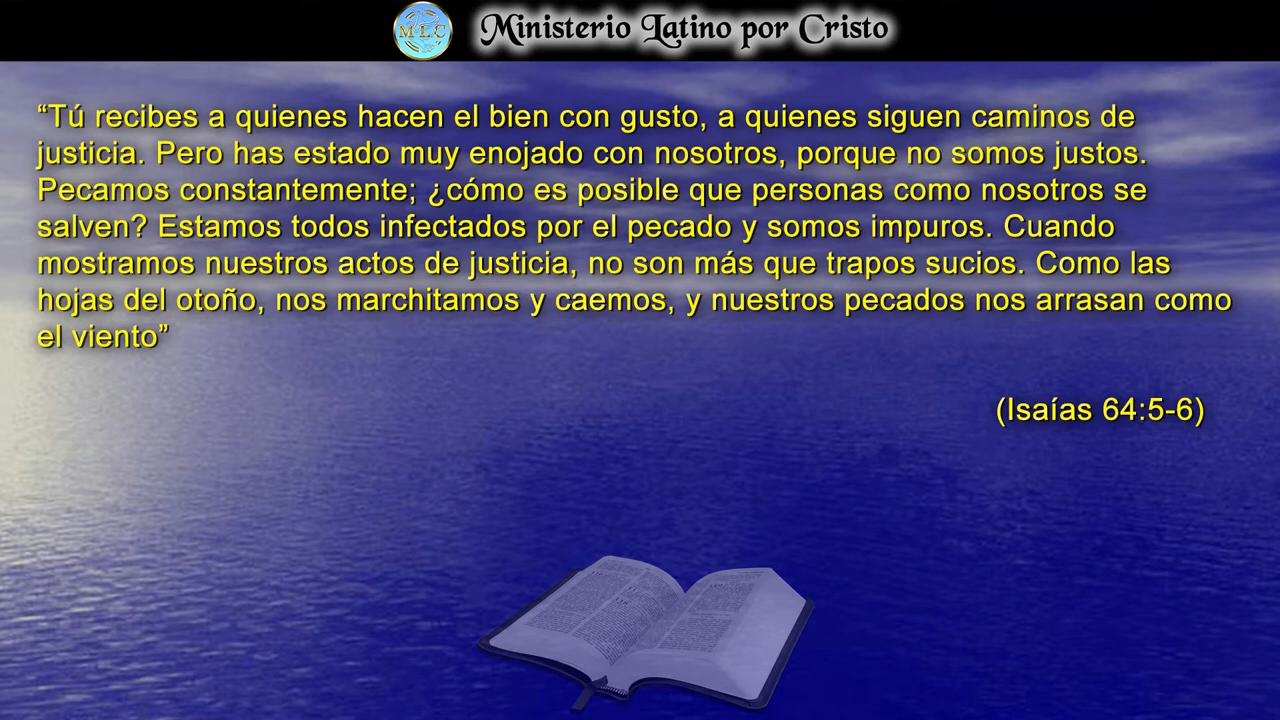 MLC
Ministerio Latino por Cristo
“Tú recibes a quienes hacen el bien con gusto, a quienes siguen caminos de
justicia. Pero has estado muy enojado con nosotros, porque no somos justos.
Pecamos constantemente; ¿cómo es posible que personas como nosotros se
salven? Estamos todos infectados por el pecado y somos impuros. Cuando
mostramos nuestros actos de justicia, no son más que trapos sucios. Como las
hojas del otoño, nos marchitamos y caemos, y nuestros pecados nos arrasan como
el viento”
(Isaías 64:5-6)